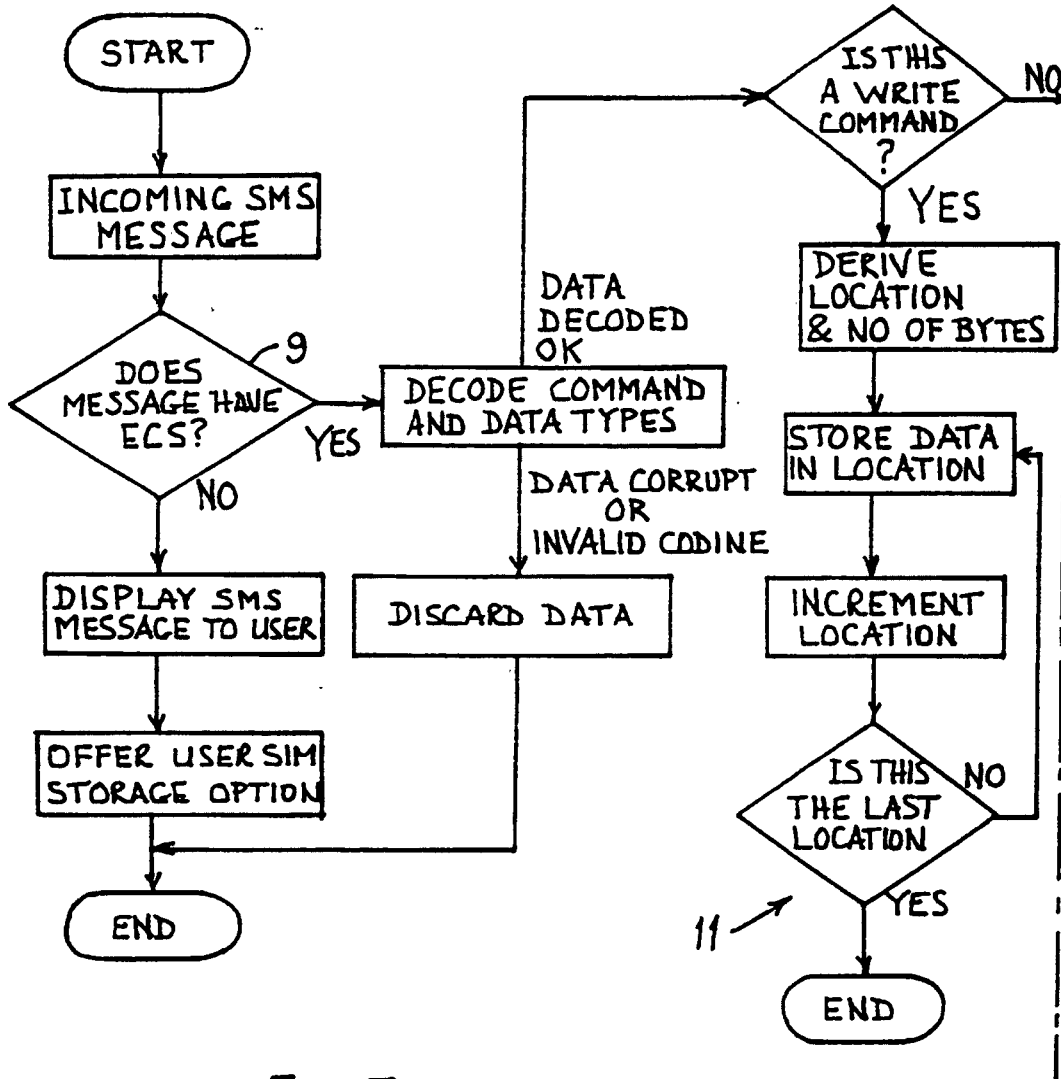 START
INCOMING SMS
MESSAGE
DOES
MESSAGE HAVE
ECS?
9
YES
NO
DISPLAY SMS
MESSAGE TO USER
OFFER USER SIM
STORAGE OPTION
END
DATA
DECODED
OK
DECODE COMMAND
AND DATA TYPES
DATA CORRUPT
OR
INVALID CODINE
DISCARD DATA
IS THIS
A WRITE
COMMAND
?
NO
YES
DERIVE
LOCATION
& NO OF BYTES
STORE DATA
IN LOCATION
INCREMENT
LOCATION
IS THIS
THE LAST
LOCATION
NO
YES
11
END